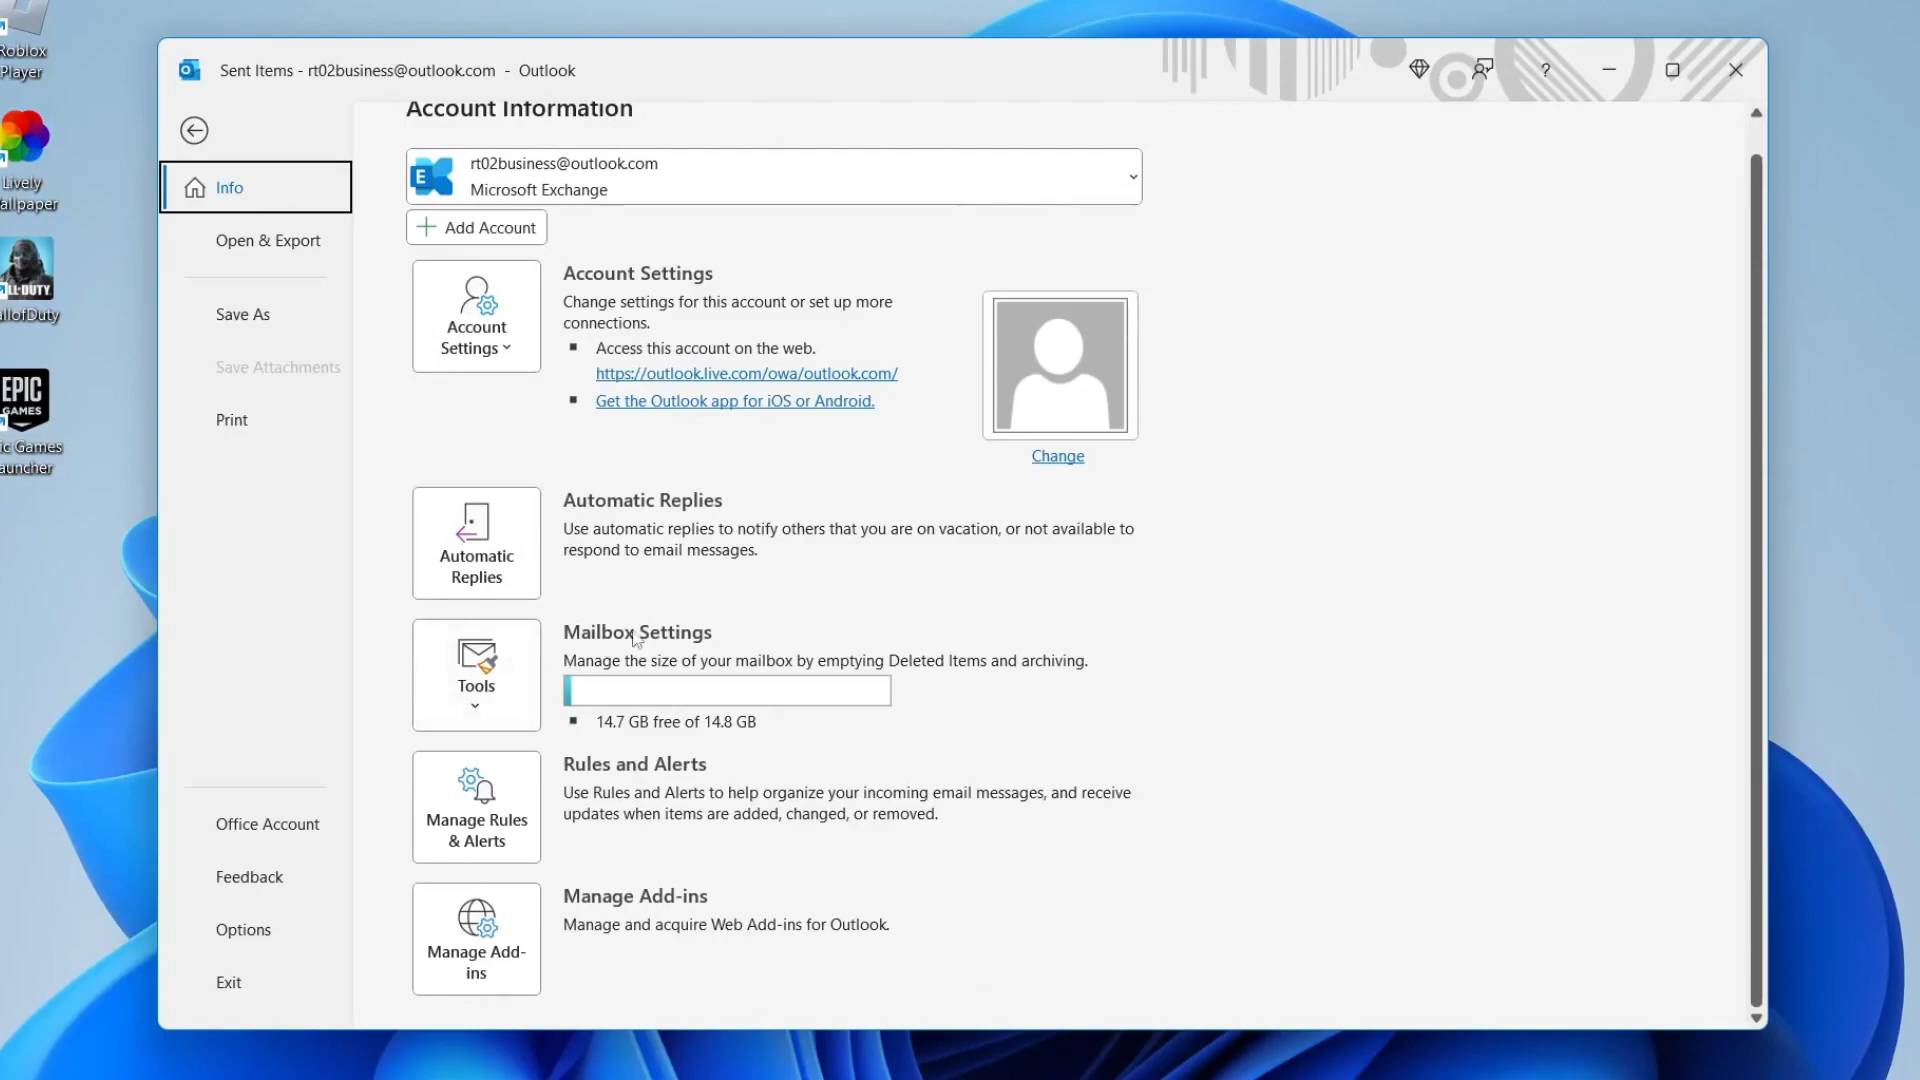 Roblox
Player
Lively
allpaper
LL·DUTY
allofDuty
EPIC
GAMES
ic Games
auncher
Sent Items - rt02business@outlook.com - Outlook
?
Info
Open & Export
Save As
Save Attachments
Print
Office Account
Feedback
Options
Exit
Account Information
E
rt02business@outlook.com
Microsoft Exchange
Add Account
Account
Settings
Account Settings
Change settings for this account or set up more
connections.
Access this account on the web.
https://outlook.live.com/owa/outlook.com/
Get the Outlook app for iOS or Android.
Change
Automatic
Replies
Automatic Replies
Use automatic replies to notify others that you are on vacation, or not available to
respond to email messages.
Tools
Mailbox Settings
Manage the size of your mailbox by emptying Deleted Items and archiving.
14.7 GB free of 14.8 GB
Manage Rules
& Alerts
Rules and Alerts
Use Rules and Alerts to help organize your incoming email messages, and receive
updates when items are added, changed, or removed.
Manage Add-
ins
Manage Add-ins
Manage and acquire Web Add-ins for Outlook.